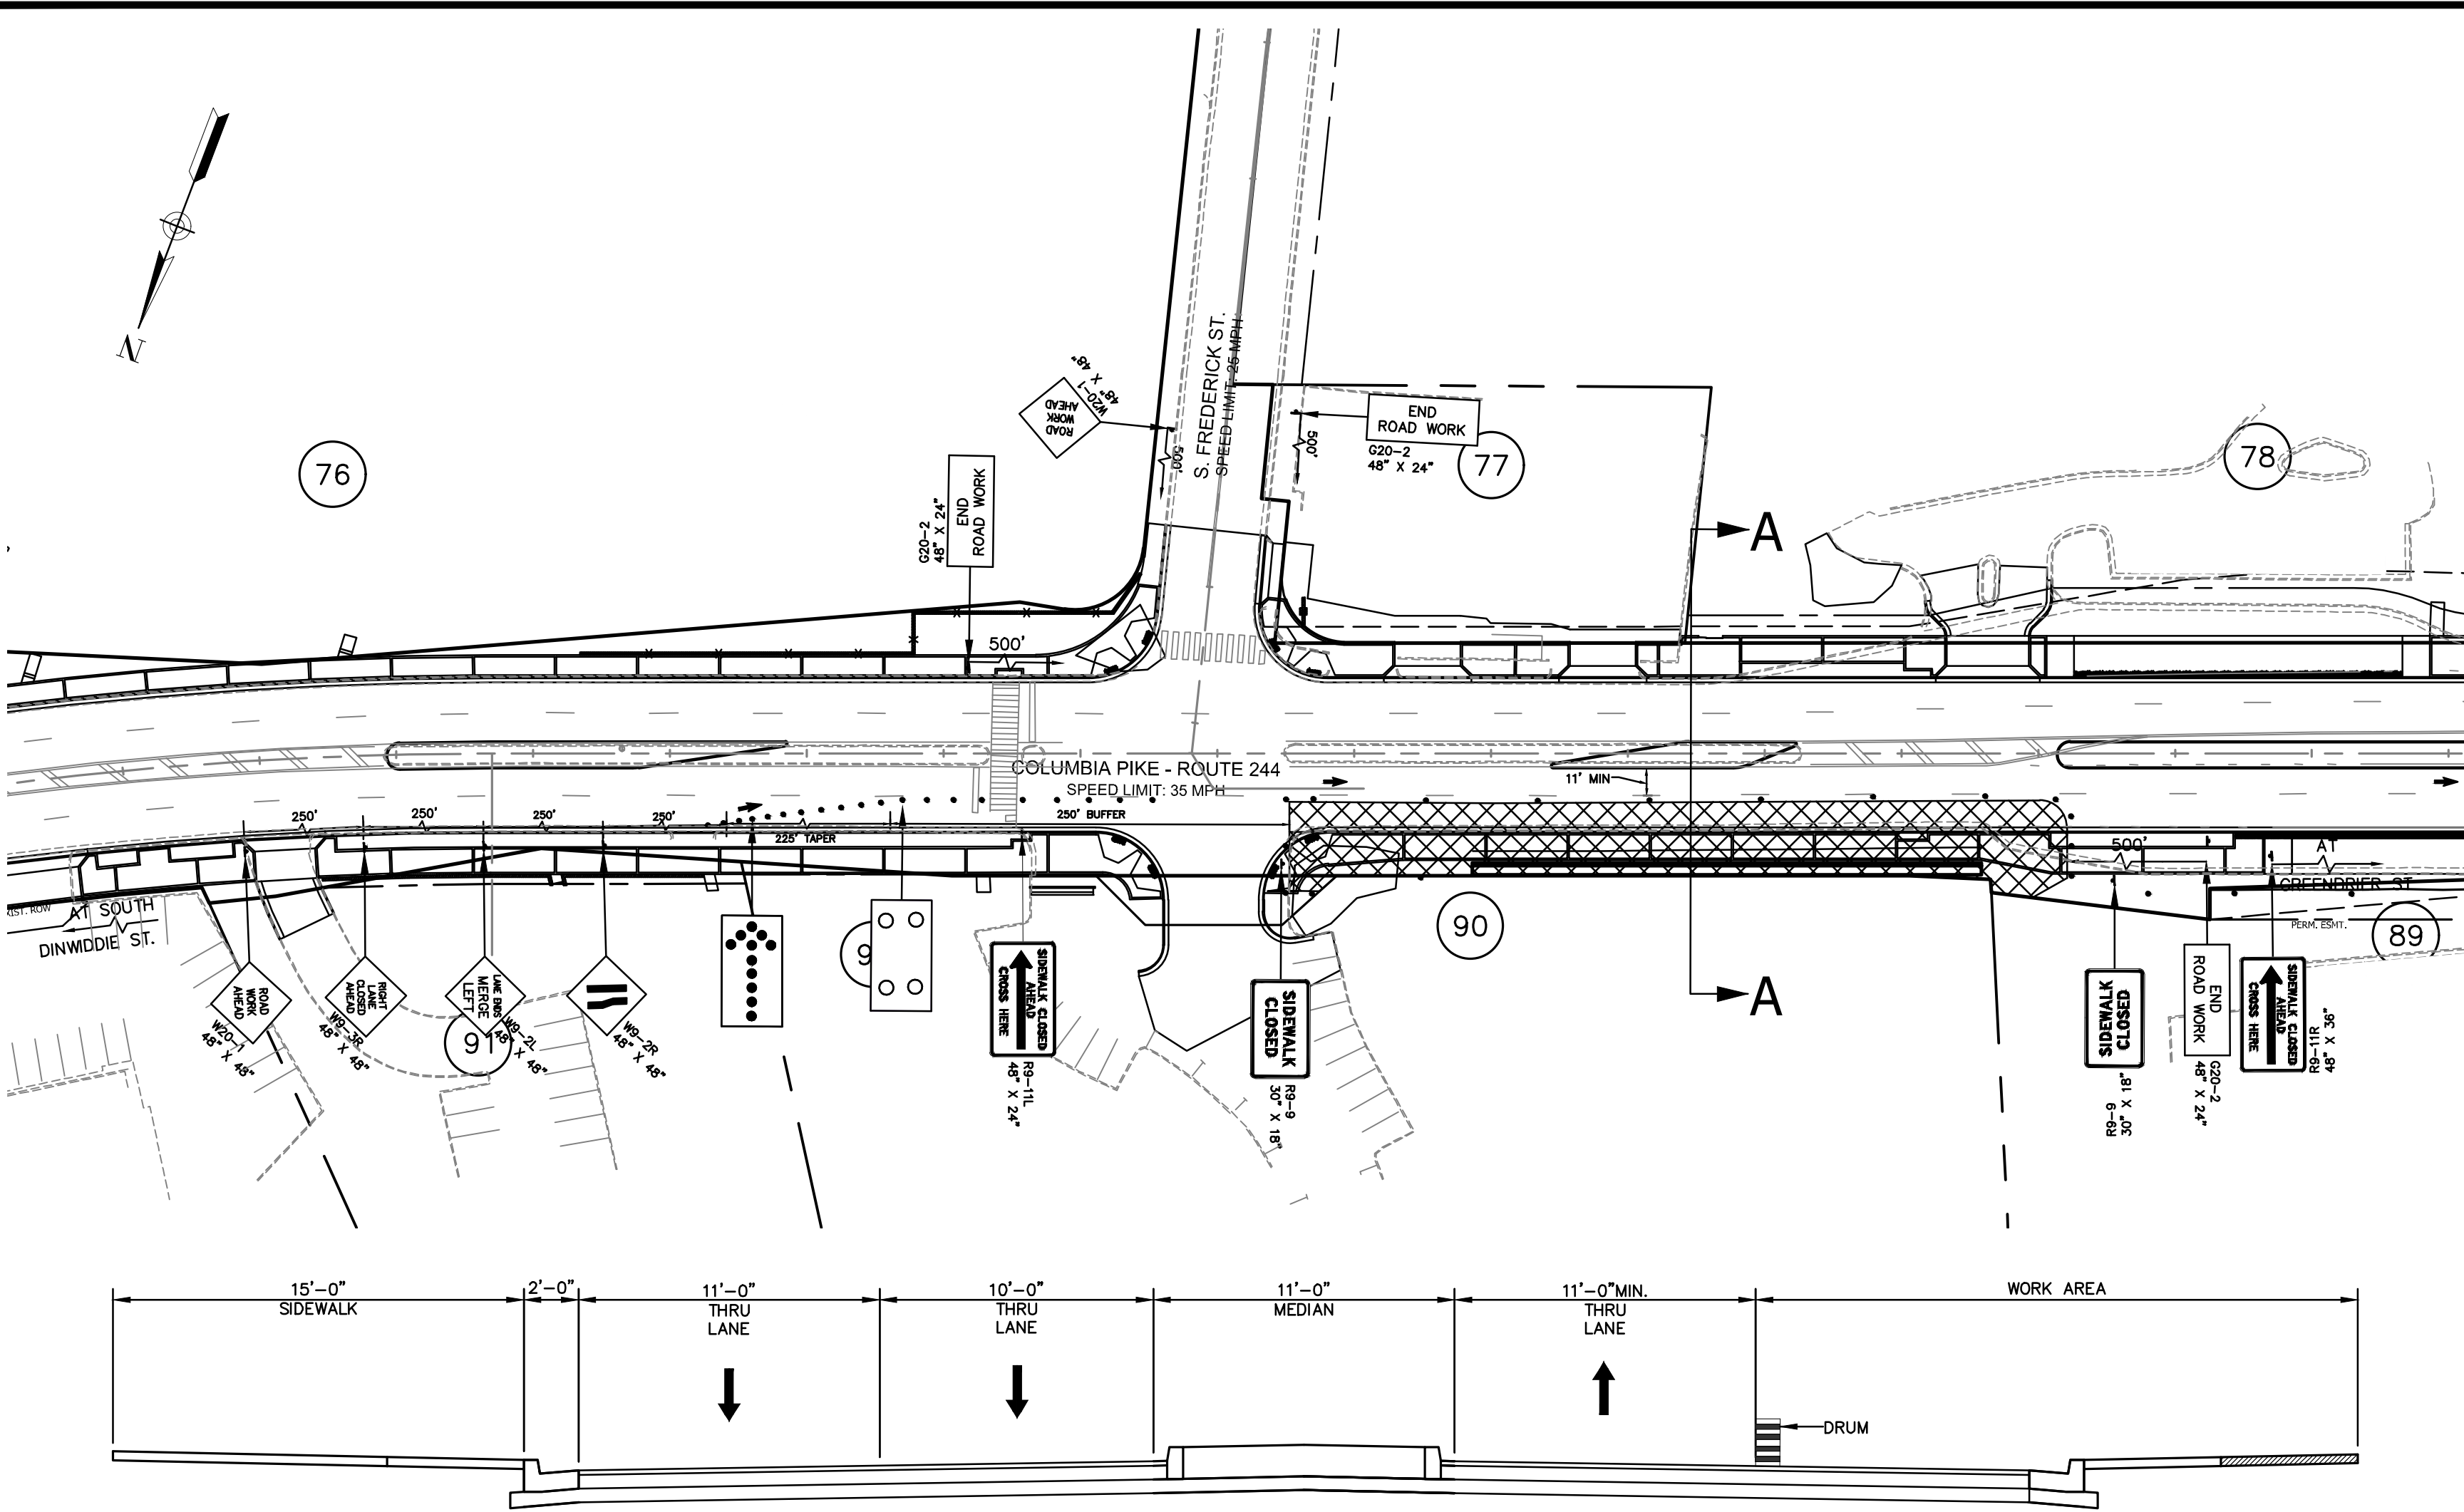 N
76
77
78
S. FREDERICK ST.
SPEED LIMIT: 25 MPH
ROAD
WORK
AHEAD
W20-1
48" X 48"
500'
END
ROAD WORK
G20-2
48" X 24"
500'
END
ROAD WORK
G20-2
48" X 24"
500'
A
COLUMBIA PIKE - ROUTE 244
SPEED LIMIT: 35 MPH
11' MIN
250'
250'
250'
250'
225' TAPER
250' BUFFER
500'
AT
GREENDRIER ST
PERM. ESMT.
AT SOUTH
DINWIDDIE ST.
ROAD
WORK
AHEAD
W20-1
48" X 48"
RIGHT
LANE
CLOSED
AHEAD
W9-3R
48" X 48"
LANE ENDS
MERGE
LEFT
W9-2L
48" X 48"
91
W9-2R
48" X 48"
9
SIDEWALK CLOSED
AHEAD
CROSS HERE
R9-11L
48" X 24"
SIDEWALK
CLOSED
R9-9
30" X 18"
90
A
SIDEWALK
CLOSED
R9-9
30" X 18"
END
ROAD WORK
G20-2
48" X 24"
SIDEWALK CLOSED
AHEAD
CROSS HERE
R9-11R
48" X 36"
89
15'-0"
SIDEWALK
2'-0"
11'-0"
THRU
LANE
10'-0"
THRU
LANE
11'-0"
MEDIAN
11'-0"MIN.
THRU
LANE
WORK AREA
DRUM